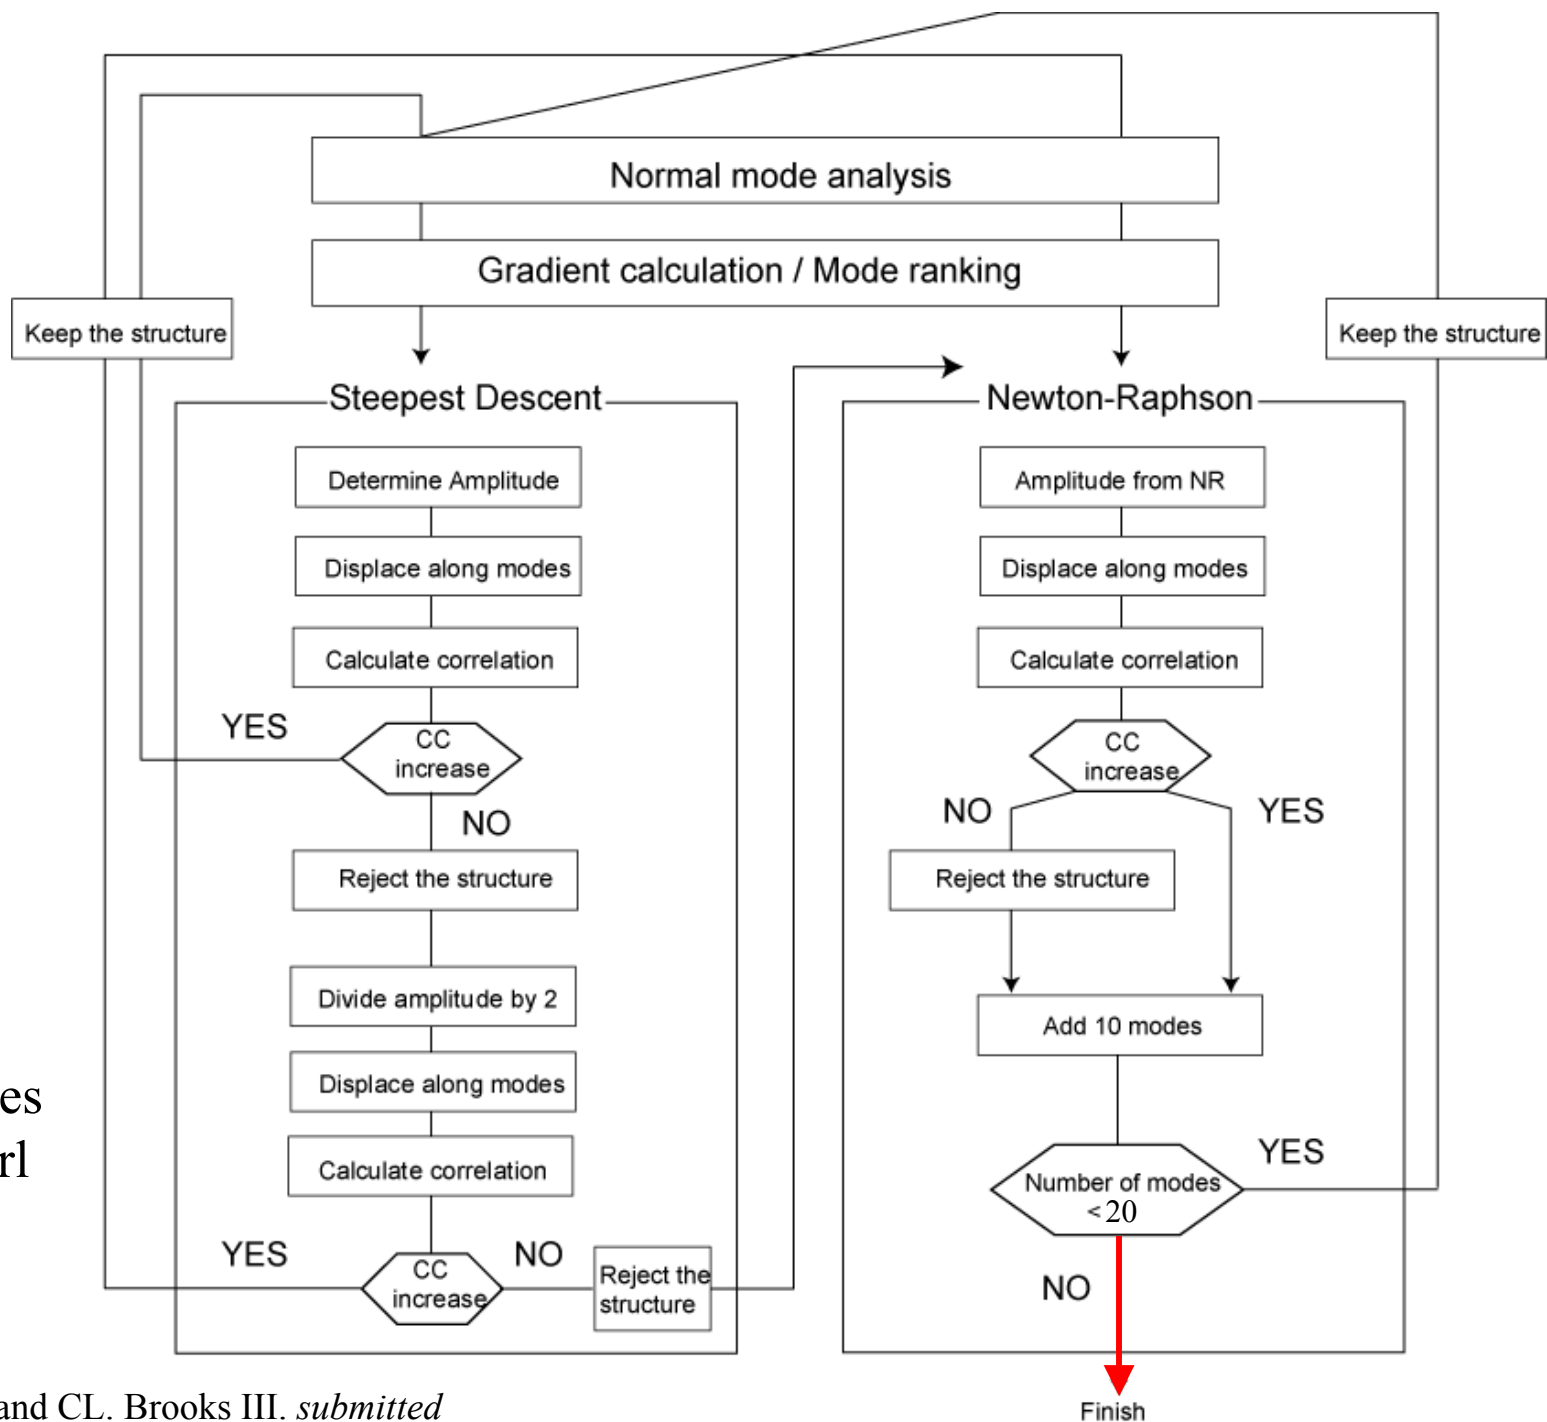 Normal mode analysis
Gradient calculation / Mode ranking
Keep the structure
Keep the structure
Steepest Descent
Determine Amplitude
Displace along modes
Calculate correlation
YES
CC
increase
NO
Reject the structure
Divide amplitude by 2
Displace along modes
Calculate correlation
YES
CC
increase
NO
Reject the
structure
Newton-Raphson
Amplitude from NR
Displace along modes
Calculate correlation
CC
increase
NO
YES
Reject the structure
Add 10 modes
Number of modes
<20
YES
NO
Finish
es
rl
and CL. Brooks III. submitted